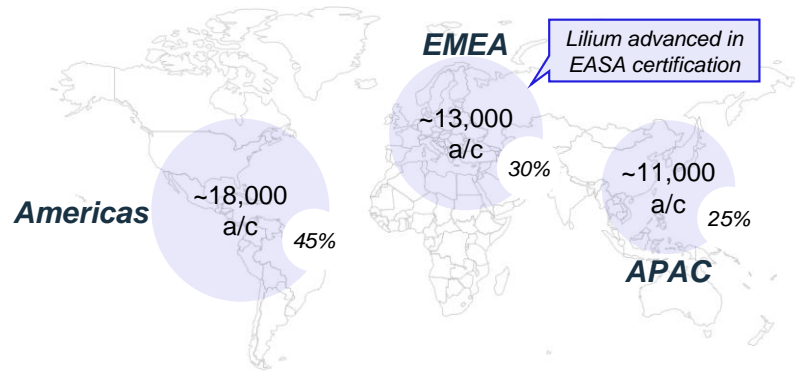 EMEA
Lilium advanced in
EASA certification
~13,000
a/c
30%
~18,000
a/c
45%
Americas
~11,000
a/c
25%
APAC